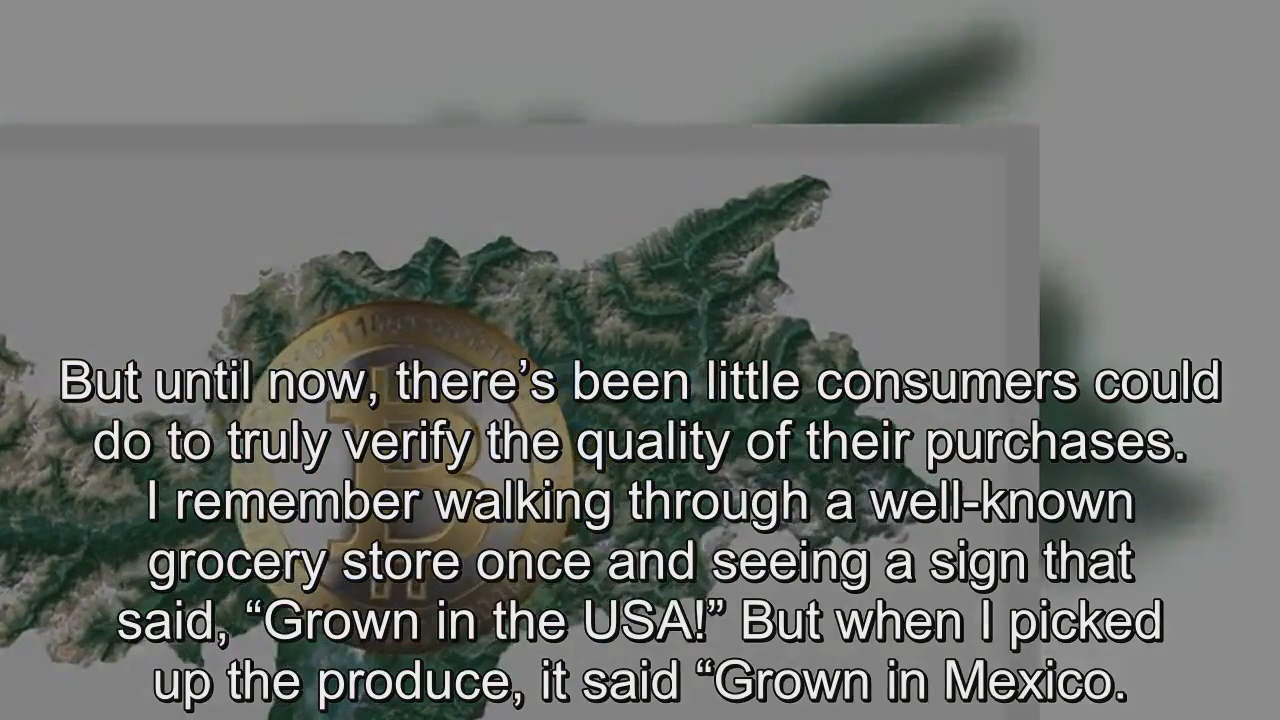 But until now, there’s been little consumers could
do to truly verify the quality of their purchases.
I remember walking through a well-known
grocery store once and seeing a sign that
said, “Grown in the USA!” But when I picked
up the produce, it said “Grown in Mexico.